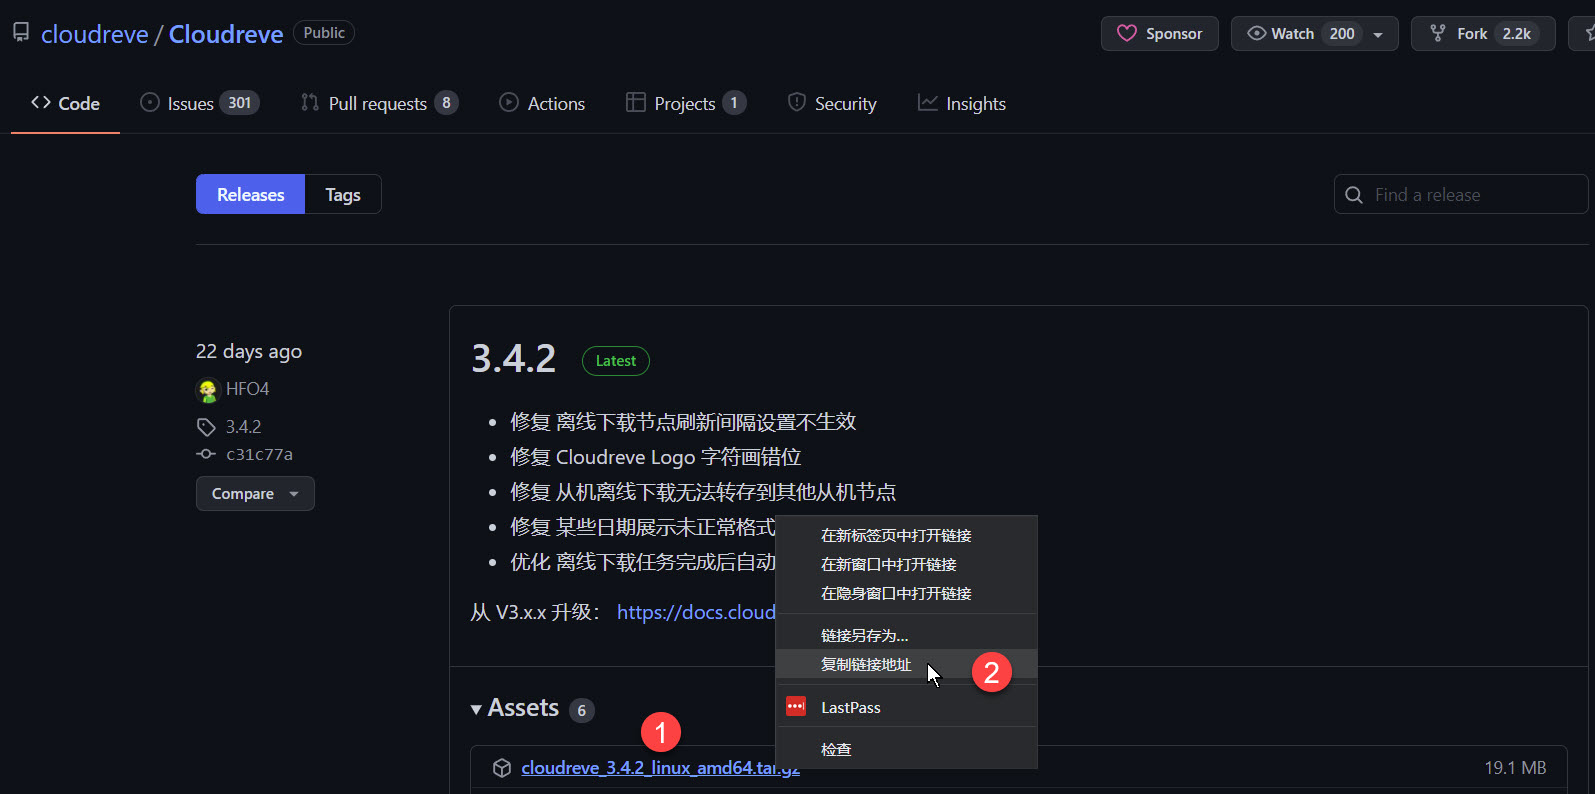 cloudreve / Cloudreve Public
Sponsor Watch 200 Fork 2.2k
Code Issues 301 Pull requests 8 Actions Projects 1 Security Insights
Releases Tags
Find a release
22 days ago
HFO4
3.4.2
c31c77a
Compare
3.4.2 Latest
修复 离线下载节点刷新间隔设置不生效
修复 Cloudreve Logo 字符画错位
修复 从机离线下载无法转存到其他从机节点
修复 某些日期展示未正常格式
优化 离线下载任务完成后自动
从 V3.x.x 升级： https://docs.cloud
在新标签页中打开链接
在新窗口中打开链接
在隐身窗口中打开链接
链接另存为...
复制链接地址
2
LastPass
检查
Assets 6
1
cloudreve_3.4.2_linux_amd64.tar.gz
19.1 MB